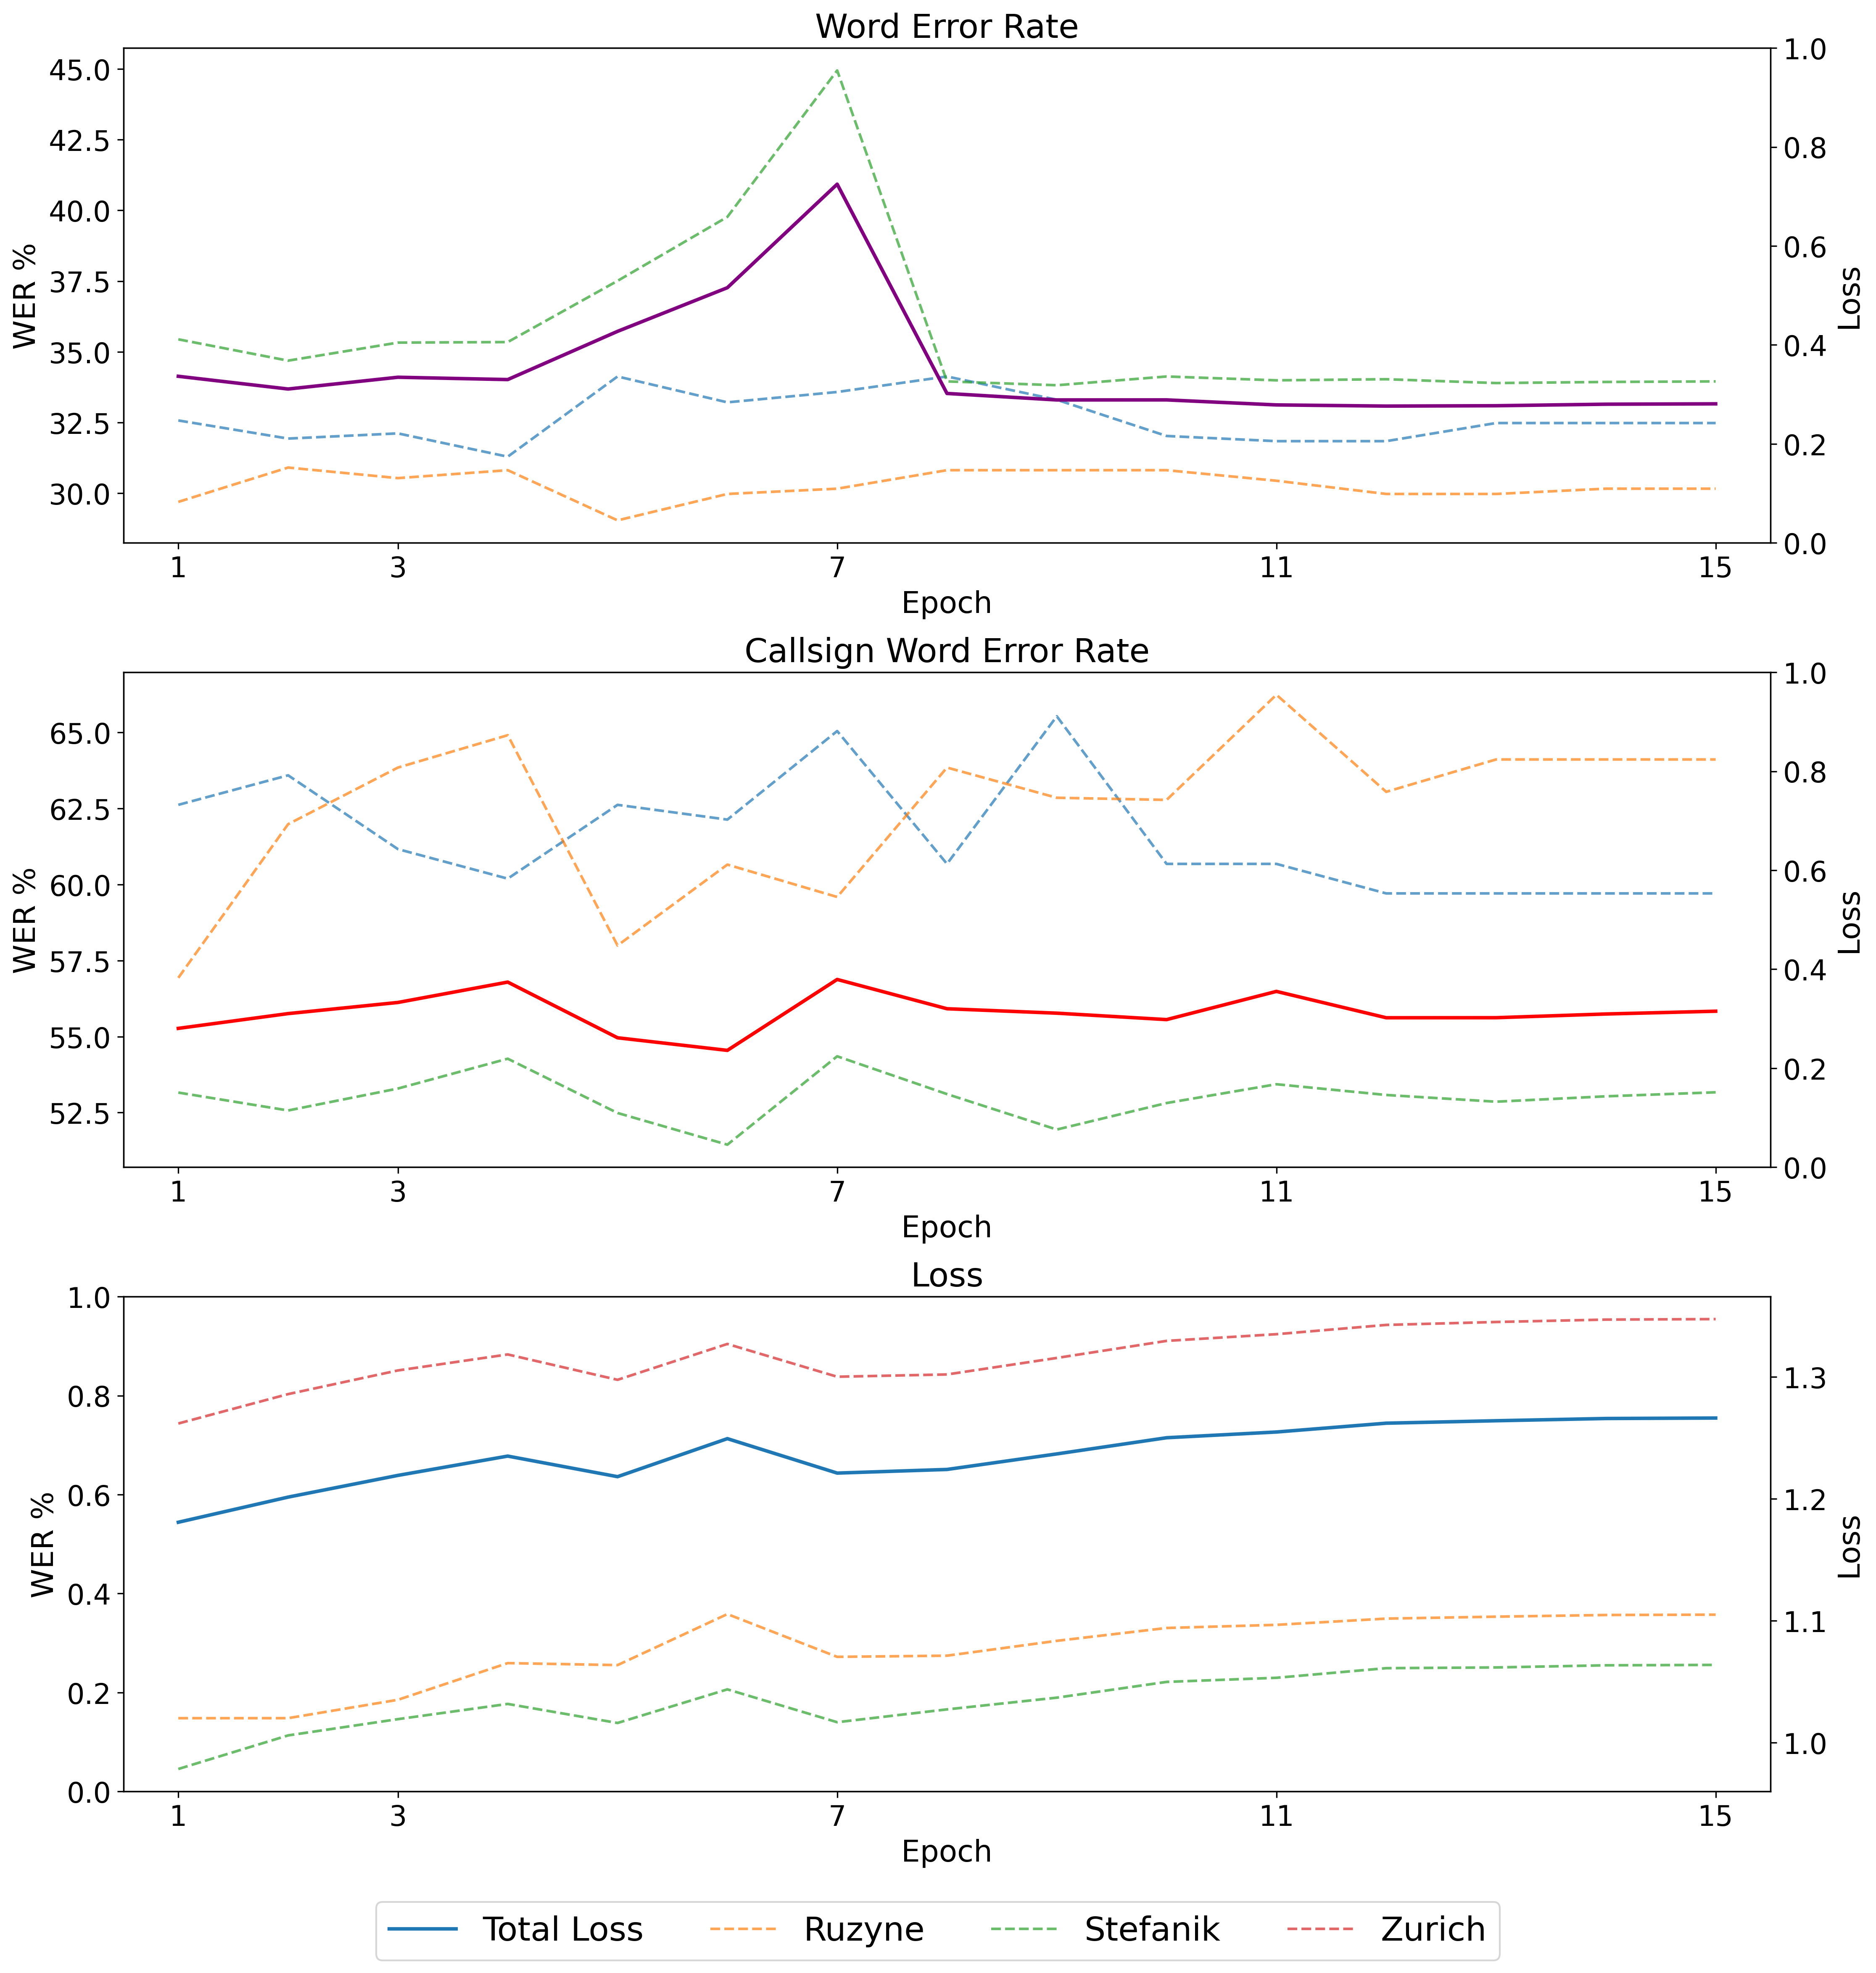 Word Error Rate
45.0
42.5
40.0
37.5
35.0
32.5
30.0
WER %
1.0
0.8
0.6
0.4
0.2
0.0
Loss
1 3 7 11 15
Epoch
Callsign Word Error Rate
65.0
62.5
60.0
57.5
55.0
52.5
WER %
1.0
0.8
0.6
0.4
0.2
0.0
Loss
1 3 7 11 15
Epoch
Loss
1.0
0.8
0.6
0.4
0.2
0.0
WER %
1.3
1.2
1.1
1.0
Loss
1 3 7 11 15
Epoch
Total Loss Ruzyne Stefanik Zurich